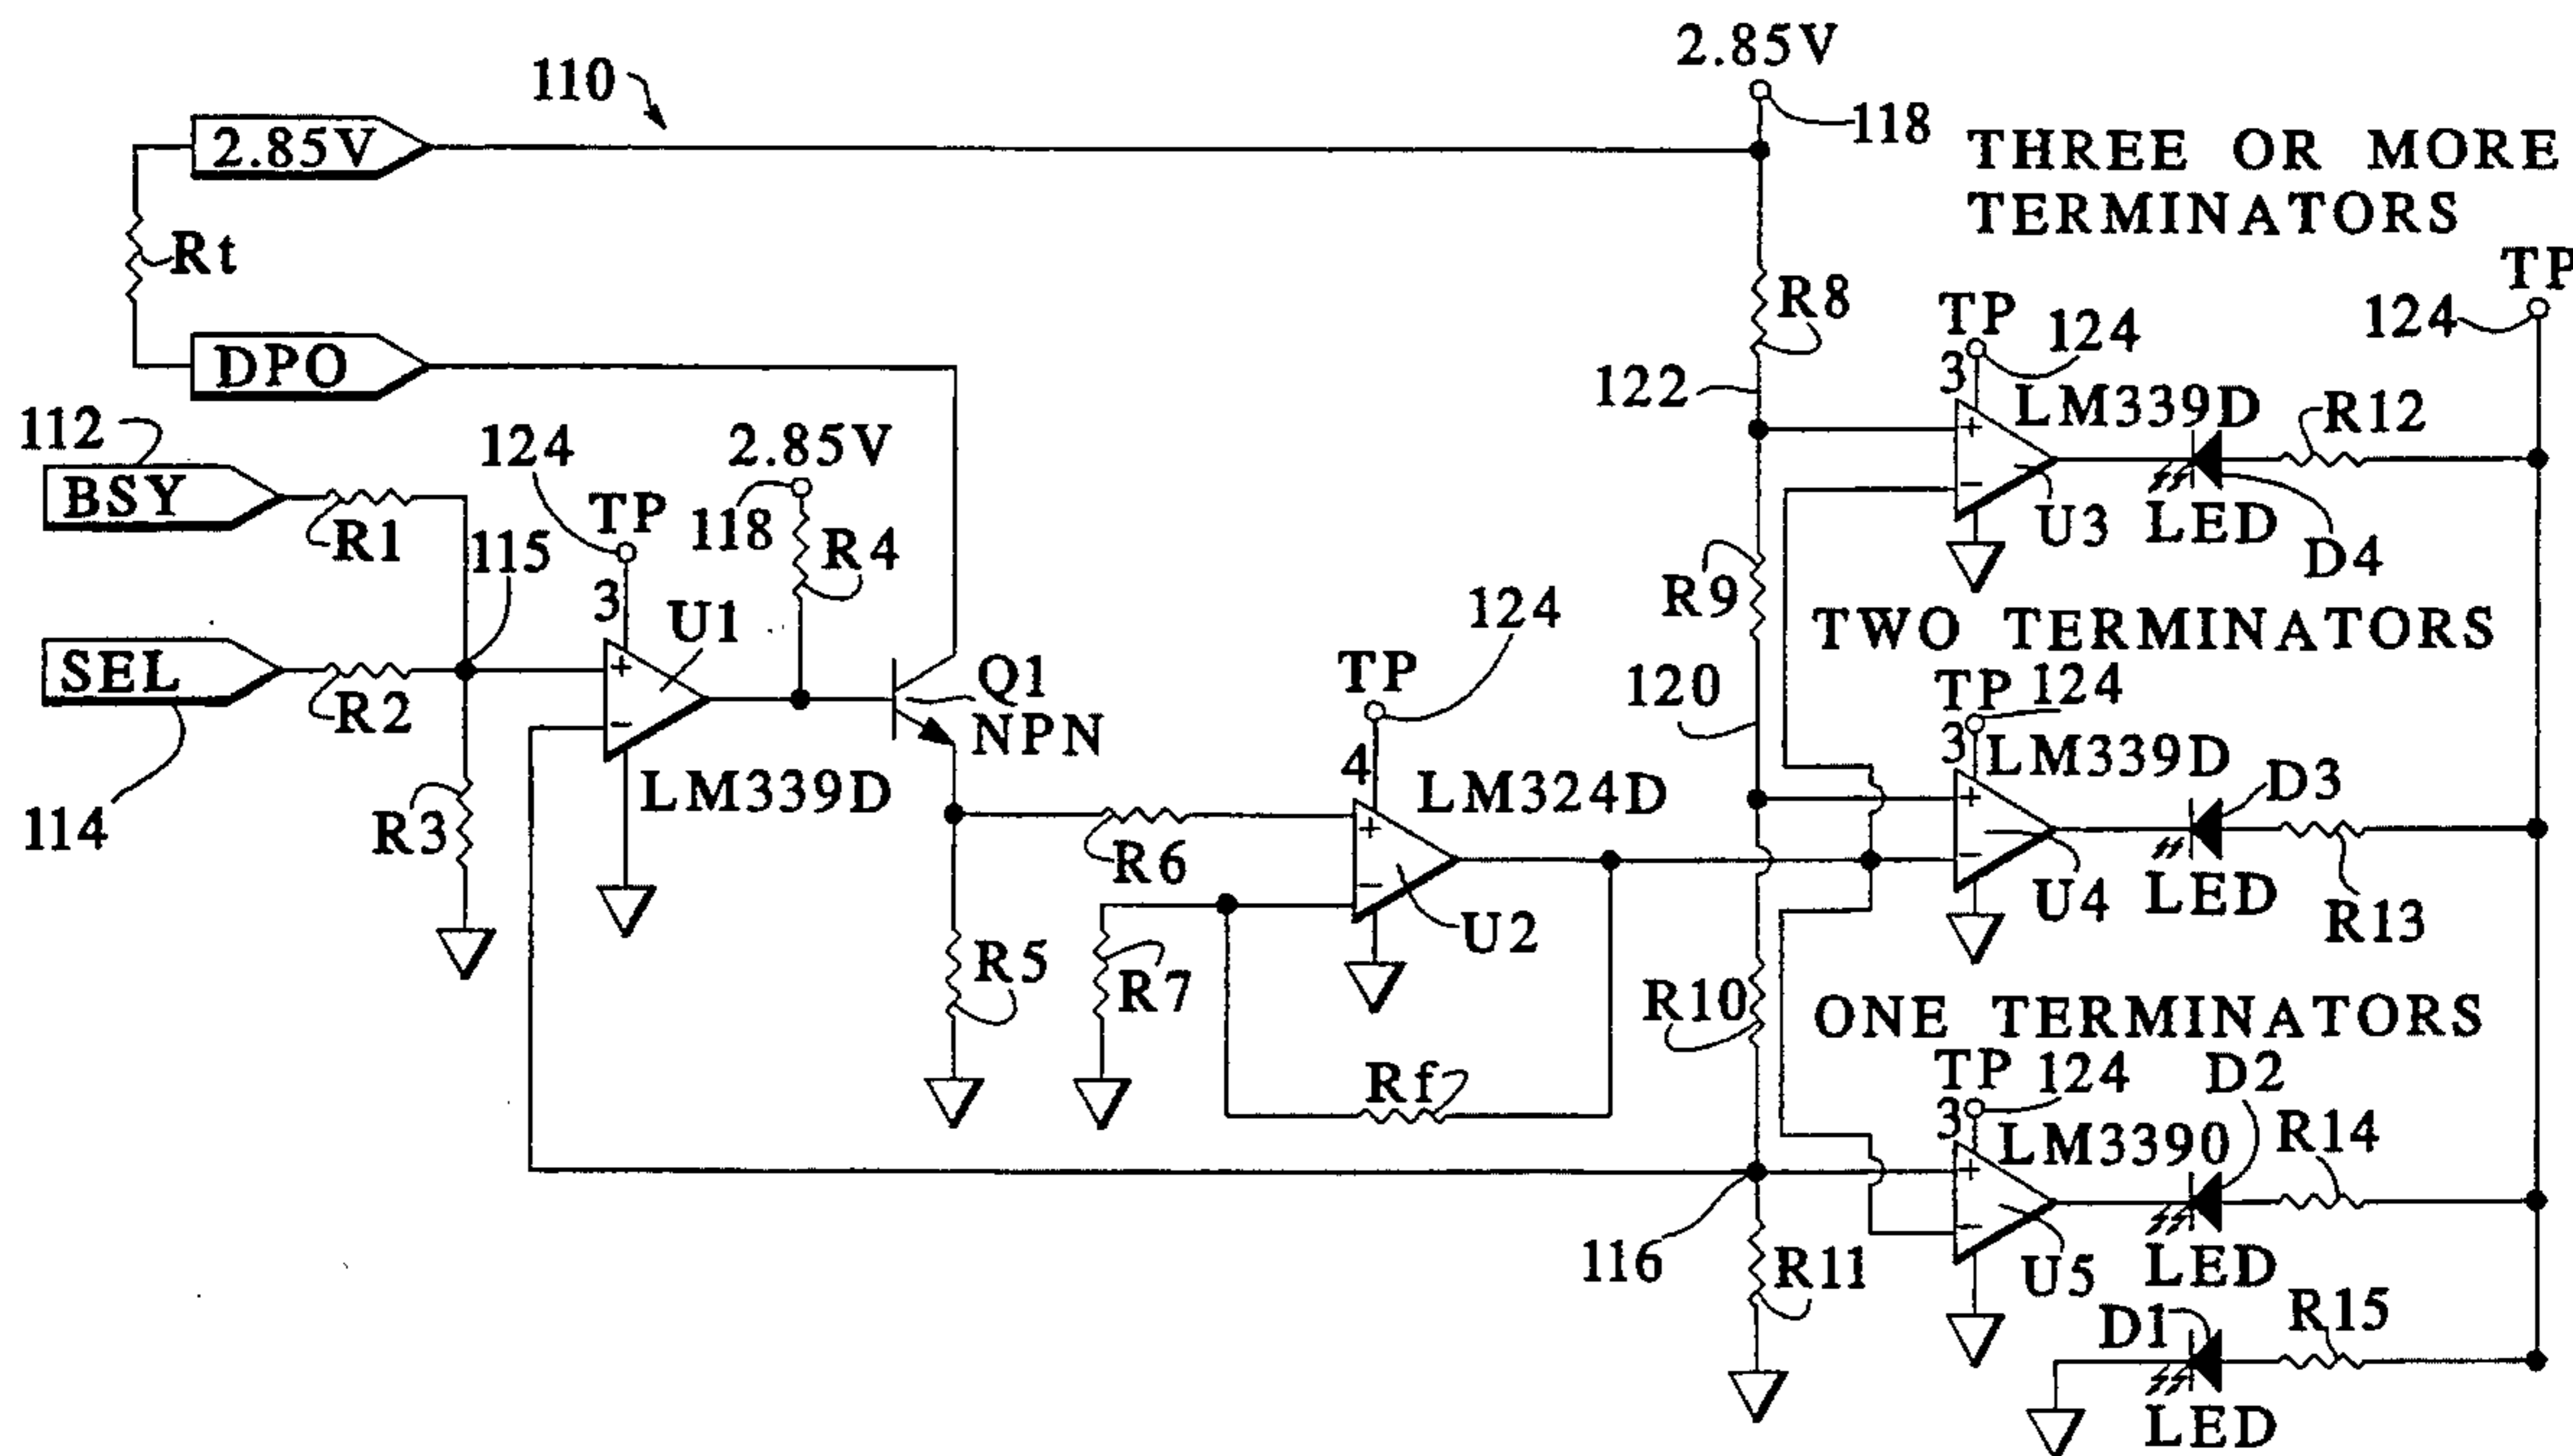 2.85V
110
118
2.85V
THREE OR MORE
TERMINATORS
Rt
TP
R8
TP
124
124
DPO
3
122
LM339D
R12
112
124
2.85V
BSY
TP
118
R4
U3
LED
D4
R1
115
3
R9
124
U1
TWO TERMINATORS
SEL
R2
Q1
NPN
TP
120
TP
124
3
LM339D
D3
4
LM339D
LM324D
114
R3
R6
LED
U4
R13
U2
R5
R7
R10
ONE TERMINATORS
TP
124
D2
Rf
3
LM3390
R14
116
R11
U5
LED
D1
R15
LED
+
−
+
−
+
−
+
−
+
−